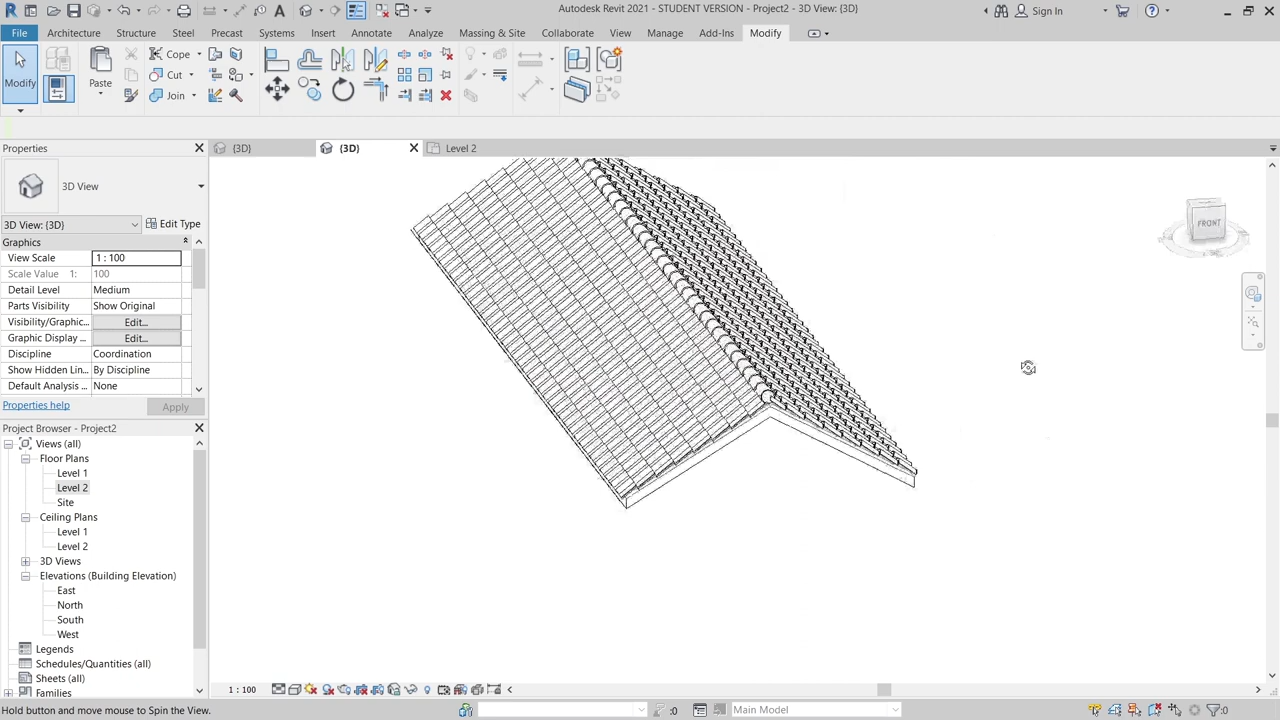 Autodesk Revit 2021 - STUDENT VERSION - Project2 - 3D View: {3D}
Sign In
File Architecture Structure Steel Precast Systems Insert Annotate Analyze Massing & Site Collaborate View Manage Add-Ins Modify
Modify
Paste
Cope
Cut
Join
Properties
{3D}
{3D}
Level 2
3D View
3D View: {3D}
Edit Type
Graphics
View Scale 1 : 100
Scale Value 1: 100
Detail Level Medium
Parts Visibility Show Original
Visibility/Graphic... Edit...
Graphic Display ... Edit...
Discipline Coordination
Show Hidden Lin... By Discipline
Default Analysis ... None
Properties help
Apply
FRONT
Project Browser - Project2
Views (all)
Floor Plans
Level 1
Level 2
Site
Ceiling Plans
Level 1
Level 2
3D Views
Elevations (Building Elevation)
East
North
South
West
Legends
Schedules/Quantities (all)
Sheets (all)
Families
1 : 100
Hold button and move mouse to Spin the View.
:0
Main Model
:0